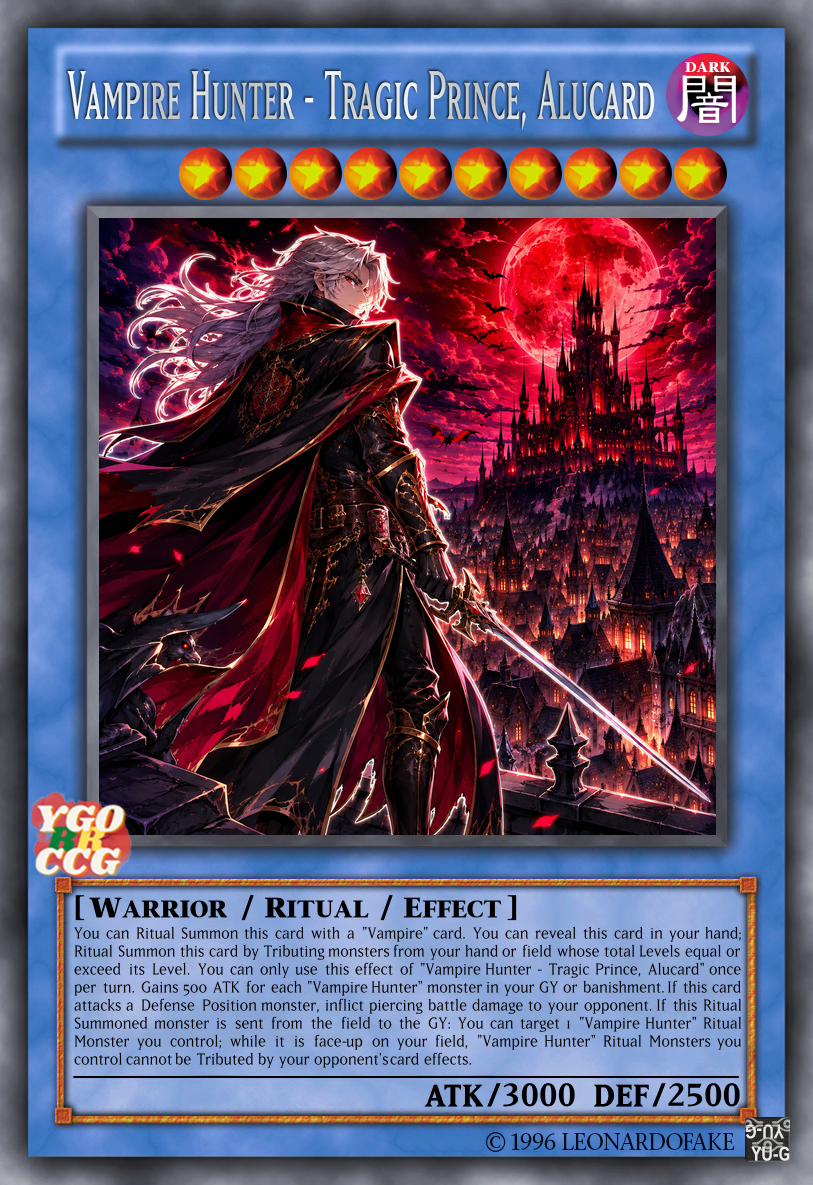 Vampire Hunter - Tragic Prince, Alucard
DARK
闇
YGO
BR
CCG
[ Warrior / Ritual / Effect ]
You can Ritual Summon this card with a "Vampire" card. You can reveal this card in your hand;
Ritual Summon this card by Tributing monsters from your hand or field whose total Levels equal or
exceed its Level. You can only use this effect of "Vampire Hunter - Tragic Prince, Alucard" once
per turn. Gains 500 ATK for each "Vampire Hunter" monster in your GY or banishment. If this card
attacks a Defense Position monster, inflict piercing battle damage to your opponent. If this Ritual
Summoned monster is sent from the field to the GY: You can target 1 "Vampire Hunter" Ritual
Monster you control; while it is face-up on your field, "Vampire Hunter" Ritual Monsters you
control cannot be Tributed by your opponent's card effects.
ATK/3000 DEF/2500
© 1996 LEONARDOFAKE
YU-G